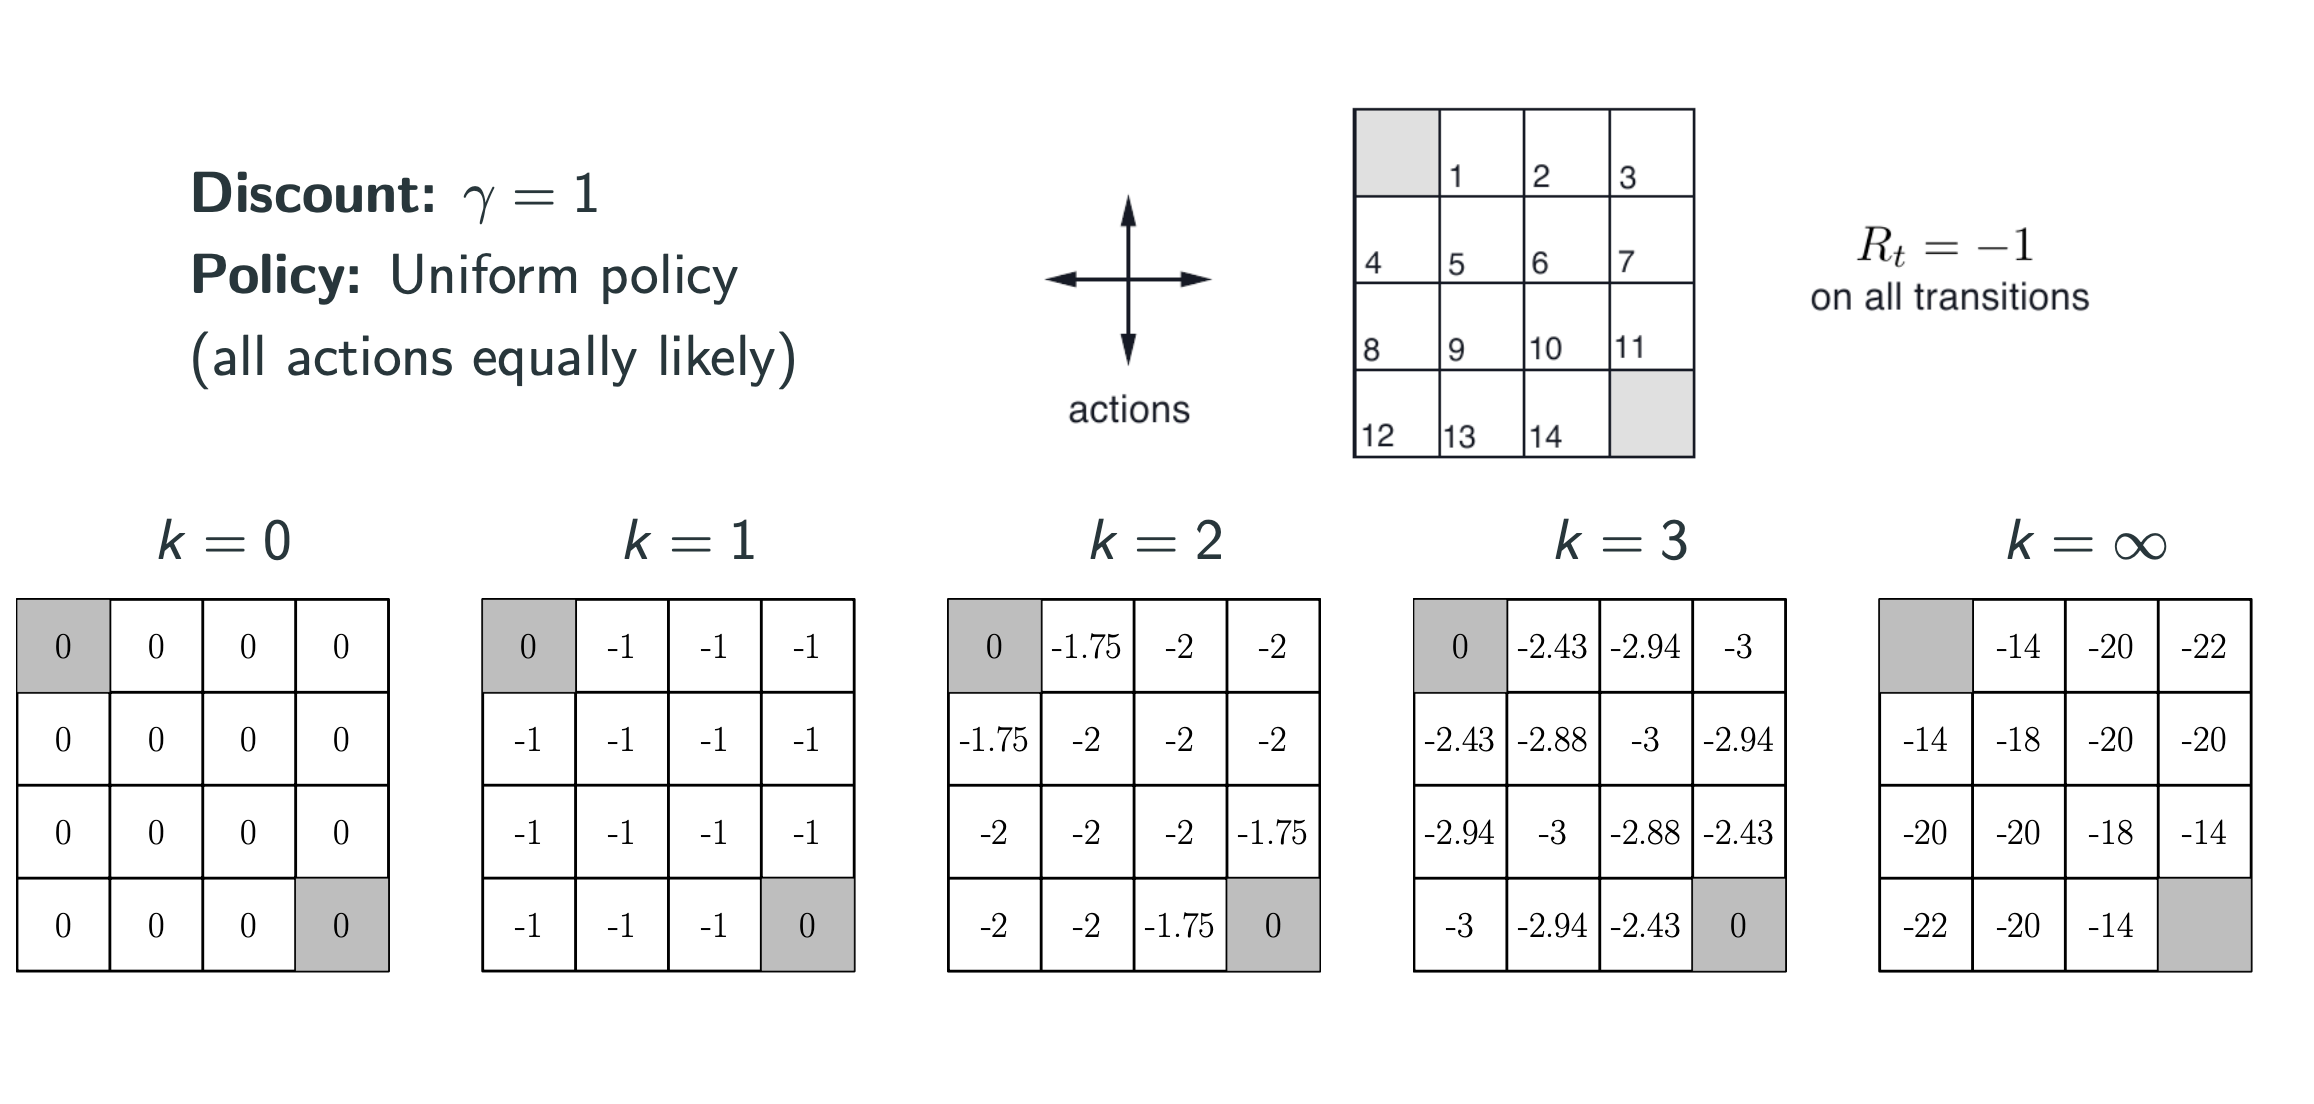 Discount: γ = 1
Policy: Uniform policy
(all actions equally likely)
actions
1 2 3
4 5 6 7
8 9 10 11
12 13 14
R_t = −1
on all transitions
k = 0
0 0 0 0
0 0 0 0
0 0 0 0
0 0 0 0
k = 1
0 -1 -1 -1
-1 -1 -1 -1
-1 -1 -1 -1
-1 -1 -1 0
k = 2
0 -1.75 -2 -2
-1.75 -2 -2 -2
-2 -2 -2 -1.75
-2 -2 -1.75 0
k = 3
0 -2.43 -2.94 -3
-2.43 -2.88 -3 -2.94
-2.94 -3 -2.88 -2.43
-3 -2.94 -2.43 0
k = ∞
-14 -20 -22
-14 -18 -20 -20
-20 -20 -18 -14
-22 -20 -14